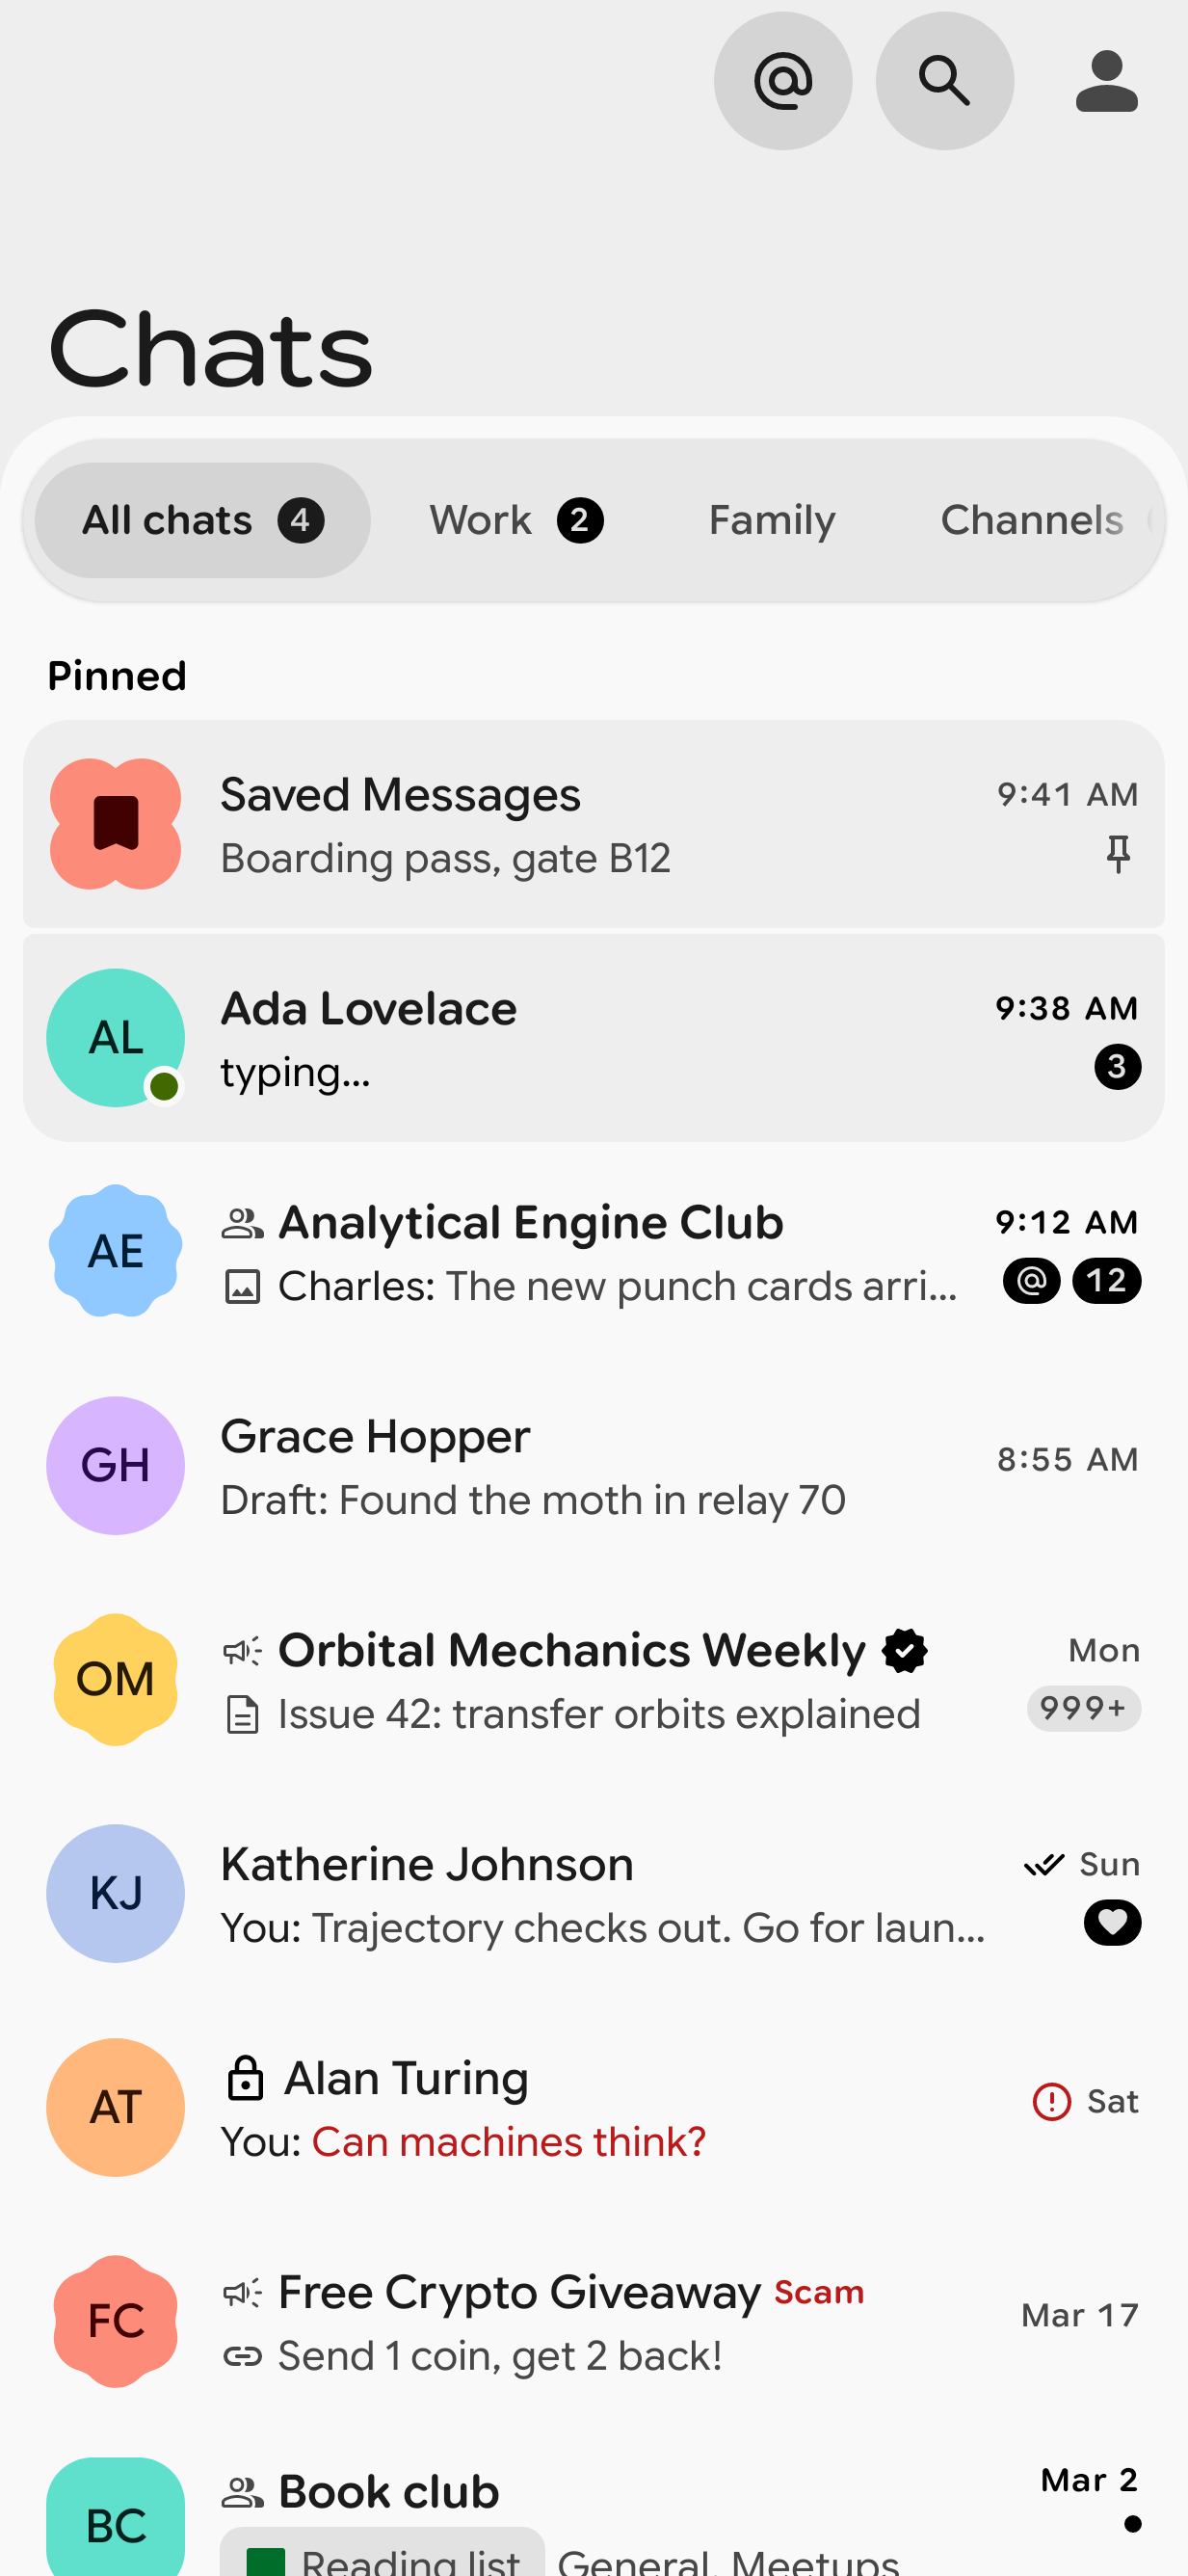 Chats
All chats 4 Work 2 Family Channels
Pinned
Saved Messages 9:41 AM
Boarding pass, gate B12
AL Ada Lovelace 9:38 AM
typing... 3
AE Analytical Engine Club 9:12 AM
Charles: The new punch cards arri... @ 12
GH Grace Hopper 8:55 AM
Draft: Found the moth in relay 70
OM Orbital Mechanics Weekly Mon
Issue 42: transfer orbits explained 999+
KJ Katherine Johnson Sun
You: Trajectory checks out. Go for laun...
AT Alan Turing Sat
You: Can machines think?
FC Free Crypto Giveaway Scam Mar 17
Send 1 coin, get 2 back!
BC Book club Mar 2
Reading list General, Meetups